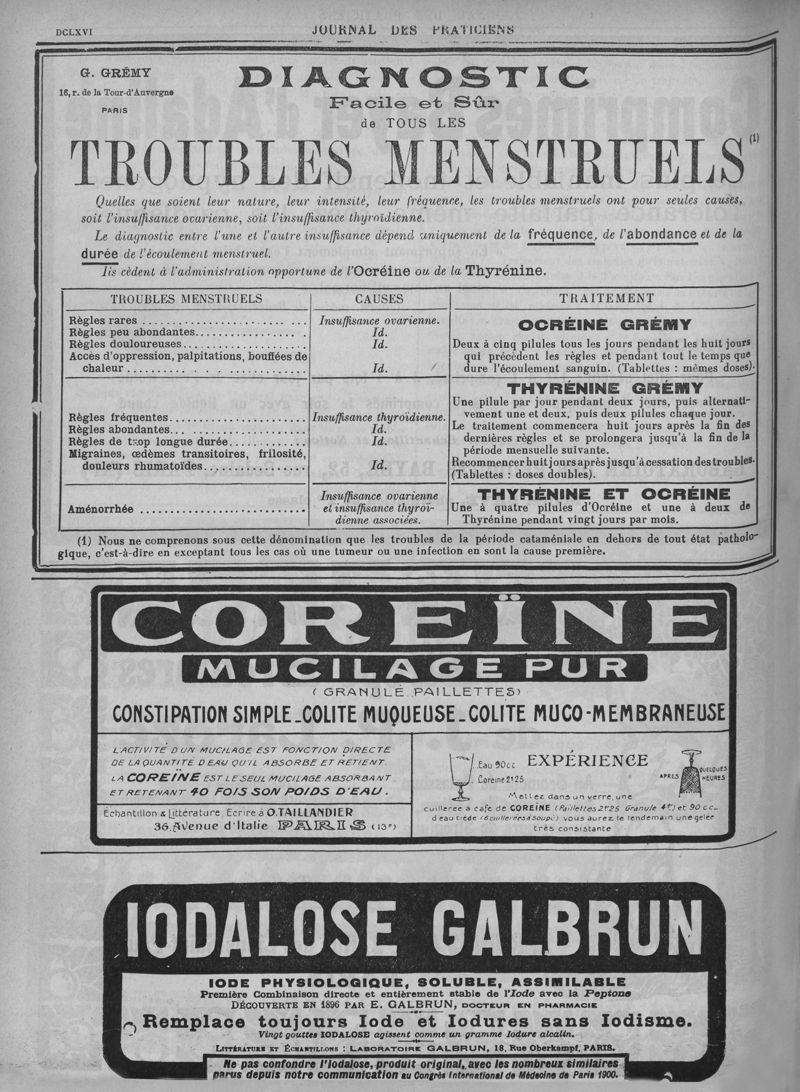 DCLXVI
JOURNAL DES PRATICIENS
G. GRÉMY
16, r. de la Tour-d'Auvergne
PARIS
DIAGNOSTIC
Facile et Sûr
de TOUS LES
TROUBLES MENSTRUELS (1)
Quelles que soient leur nature, leur intensité, leur fréquence, les troubles menstruels ont pour seules causes,
soit l'insuffisance ovarienne, soit l'insuffisance thyroïdienne.
Le diagnostic entre l'une et l'autre insuffisance dépend uniquement de la fréquence, de l'abondance et de la
durée de l'écoulement menstruel.
Ils cèdent à l'administration opportune de l'Ocréine ou de la Thyrénine.
TROUBLES MENSTRUELS
CAUSES
TRAITEMENT
Règles rares
Insuffisance ovarienne.
Règles peu abondantes
Id.
Règles douloureuses
Id.
Accès d'oppression, palpitations, bouffées de
chaleur
Id.
OCRÉINE GRÉMY
Deux à cinq pilules tous les jours pendant les huit jours
qui précèdent les règles et pendant tout le temps que
dure l'écoulement sanguin. (Tablettes : mêmes doses).
Règles fréquentes
Insuffisance thyroïdienne.
Règles abondantes
Id.
Règles de trop longue durée
Id.
Migraines, œdèmes transitoires, frilosité,
douleurs rhumatoïdes
Id.
THYRÉNINE GRÉMY
Une pilule par jour pendant deux jours, puis alternati-
vement une et deux, puis deux pilules chaque jour.
Le traitement commencera huit jours après la fin des
dernières règles et se prolongera jusqu'à la fin de la
période mensuelle suivante.
Recommencer huit jours après jusqu'à cessation des troubles.
(Tablettes : doses doubles).
Aménorrhée
Insuffisance ovarienne
et insuffisance thyroï-
dienne associées.
THYRÉNINE ET OCRÉINE
Une à quatre pilules d'Ocréine et une à deux de
Thyrénine pendant vingt jours par mois.
(1) Nous ne comprenons sous cette dénomination que les troubles de la période cataméniale en dehors de tout état patholo-
gique, c'est-à-dire en exceptant tous les cas où une tumeur ou une infection en sont la cause première.
COREÏNE
MUCILAGE PUR
(GRANULÉ PAILLETTES)
CONSTIPATION SIMPLE_COLITE MUQUEUSE_COLITE MUCO-MEMBRANEUSE
L'ACTIVITÉ D'UN MUCILAGE EST FONCTION DIRECTE
DE LA QUANTITÉ D'EAU QU'IL ABSORBE ET RETIENT.
LA COREÏNE EST LE SEUL MUCILAGE ABSORBANT
ET RETENANT 40 FOIS SON POIDS D'EAU.
Échantillon & Littérature, Écrire à O.TAILLANDIER
36, Avenue d'Italie PARIS (13e)
EXPÉRIENCE
Eau 90cc
Coreïne 2gr25
APRÈS QUELQUES HEURES
Mettez dans un verre, une
cuillerée à café de COREÏNE (Paillettes 2gr25 Granulé 4gr) et 90 cc.
d'eau tiède (6 cuillerées à soupe) vous aurez le lendemain une gelée
très consistante
IODALOSE GALBRUN
IODE PHYSIOLOGIQUE, SOLUBLE, ASSIMILABLE
Première Combinaison directe et entièrement stable de l'Iode avec la Peptone
DÉCOUVERTE EN 1896 PAR E. GALBRUN, DOCTEUR EN PHARMACIE
Remplace toujours Iode et Iodures sans Iodisme.
Vingt gouttes IODALOSE agissent comme un gramme Iodure alcalin.
LITTÉRATURE ET ÉCHANTILLONS : LABORATOIRE GALBRUN, 18, Rue Oberkampf, PARIS.
Ne pas confondre l'Iodalose, produit original, avec les nombreux similaires
parus depuis notre communication au Congrès International de Médecine de Paris 1900.